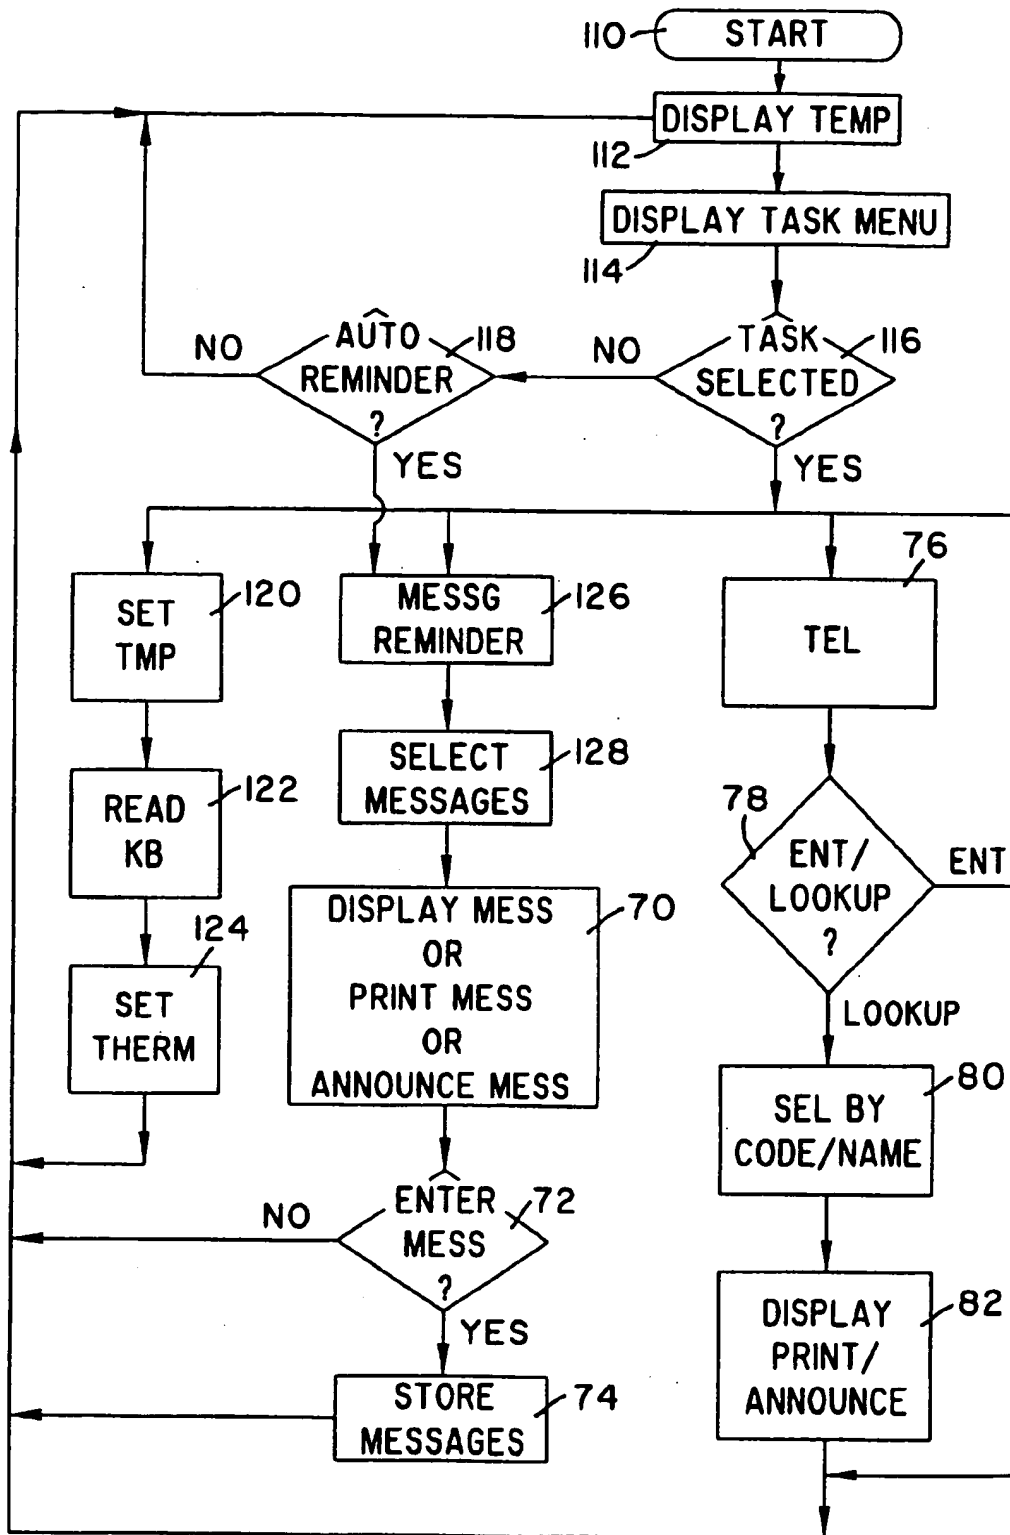 110
START
DISPLAY TEMP
112
DISPLAY TASK MENU
114
AUTO
REMINDER
?
118
NO
YES
TASK
SELECTED
?
116
NO
YES
SET
TMP
120
READ
KB
122
SET
THERM
124
MESSG
REMINDER
126
SELECT
MESSAGES
128
DISPLAY MESS
OR
PRINT MESS
OR
ANNOUNCE MESS
70
ENTER
MESS
?
72
NO
YES
STORE
MESSAGES
74
76
TEL
78
ENT/
LOOKUP
?
ENT
LOOKUP
SEL BY
CODE/NAME
80
DISPLAY
PRINT/
ANNOUNCE
82